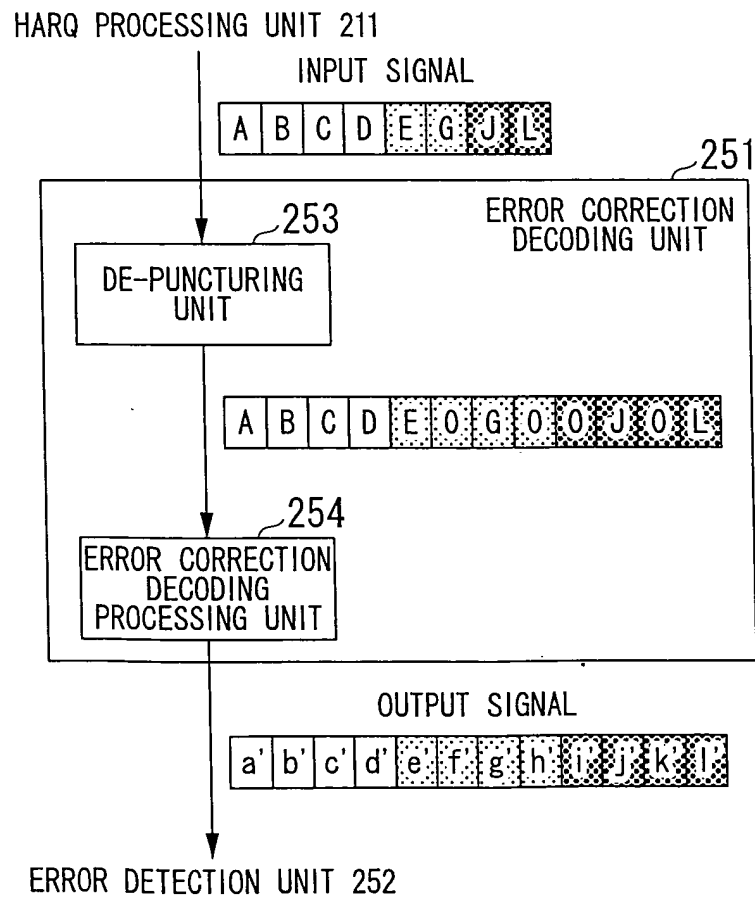 HARQ PROCESSING UNIT 211
INPUT SIGNAL
A B C D E G J L
251
ERROR CORRECTION
DECODING UNIT
253
DE-PUNCTURING
UNIT
A B C D E 0 G 0 0 J 0 L
254
ERROR CORRECTION
DECODING
PROCESSING UNIT
OUTPUT SIGNAL
a' b' c' d' e' f' g' h' i' j' k' l'
ERROR DETECTION UNIT 252